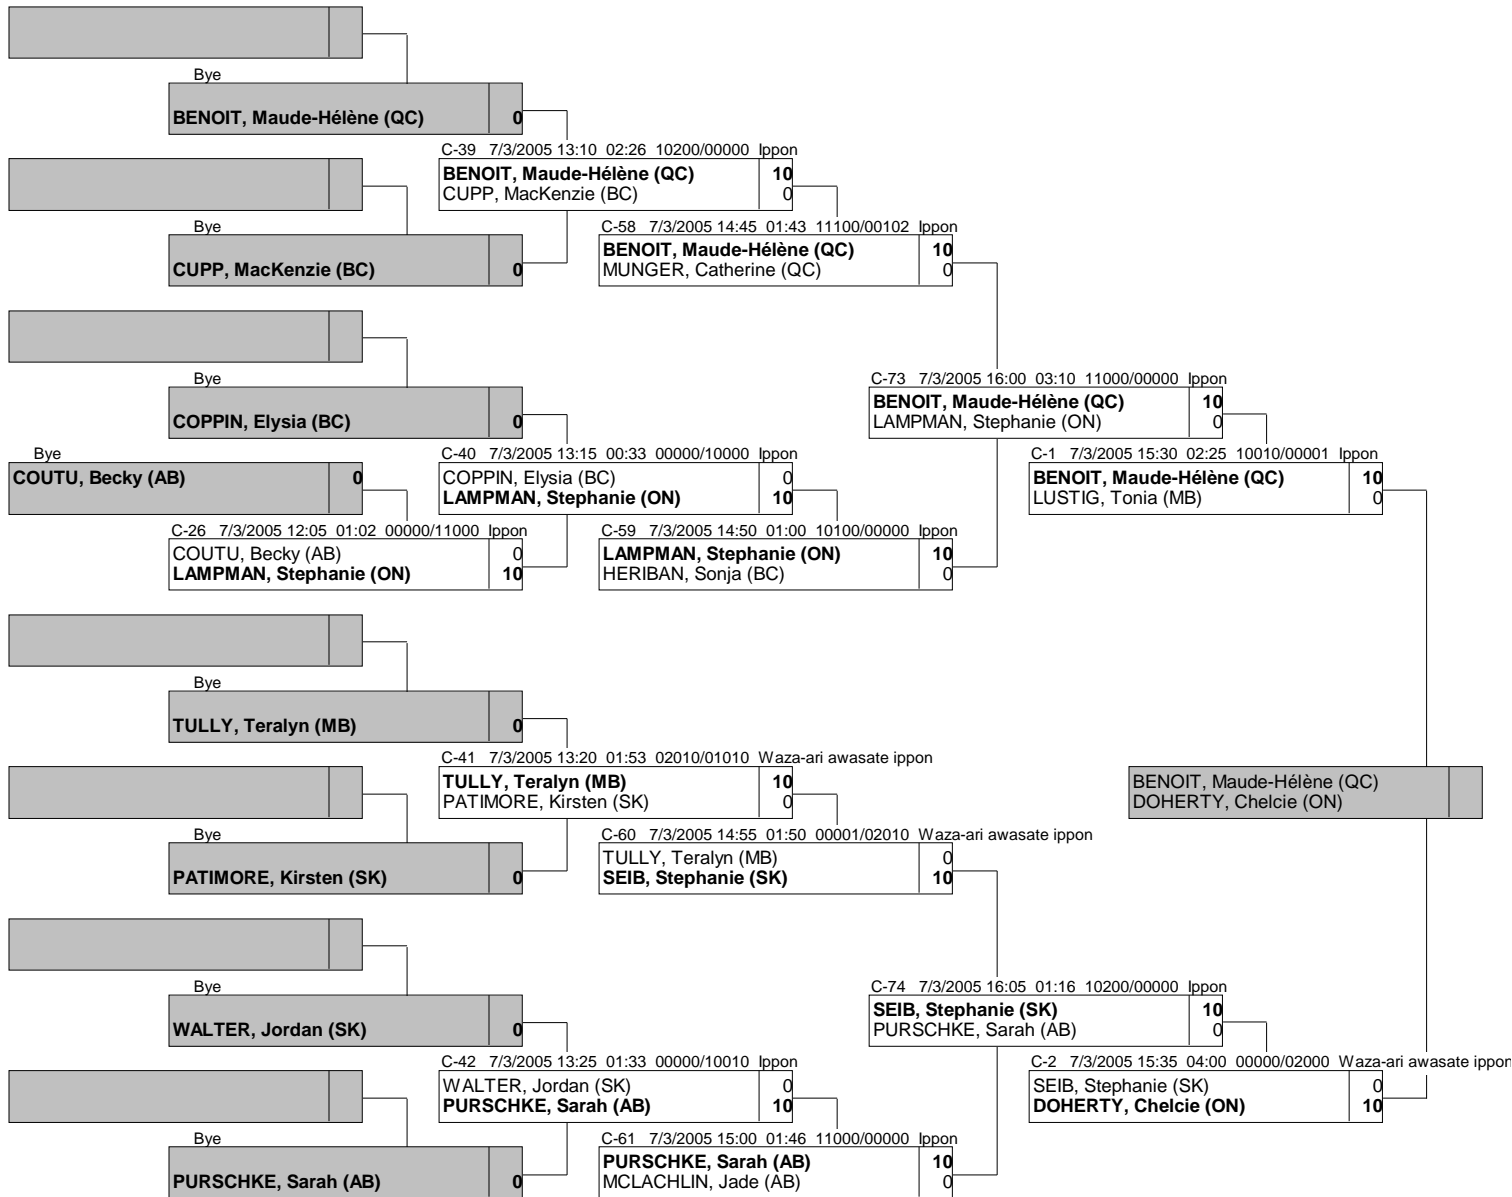 Bye
BENOIT, Maude-Hélène (QC) 0
C-39 7/3/2005 13:10 02:26 10200/00000 Ippon
BENOIT, Maude-Hélène (QC) 10
CUPP, MacKenzie (BC) 0
Bye
CUPP, MacKenzie (BC) 0
C-58 7/3/2005 14:45 01:43 11100/00102 Ippon
BENOIT, Maude-Hélène (QC) 10
MUNGER, Catherine (QC) 0
Bye
COPPIN, Elysia (BC) 0
C-73 7/3/2005 16:00 03:10 11000/00000 Ippon
BENOIT, Maude-Hélène (QC) 10
LAMPMAN, Stephanie (ON) 0
Bye
COUTU, Becky (AB) 0
C-40 7/3/2005 13:15 00:33 00000/10000 Ippon
COPPIN, Elysia (BC) 0
LAMPMAN, Stephanie (ON) 10
C-1 7/3/2005 15:30 02:25 10010/00001 Ippon
BENOIT, Maude-Hélène (QC) 10
LUSTIG, Tonia (MB) 0
C-26 7/3/2005 12:05 01:02 00000/11000 Ippon
COUTU, Becky (AB) 0
LAMPMAN, Stephanie (ON) 10
C-59 7/3/2005 14:50 01:00 10100/00000 Ippon
LAMPMAN, Stephanie (ON) 10
HERIBAN, Sonja (BC) 0
Bye
TULLY, Teralyn (MB) 0
C-41 7/3/2005 13:20 01:53 02010/01010 Waza-ari awasate ippon
TULLY, Teralyn (MB) 10
PATIMORE, Kirsten (SK) 0
BENOIT, Maude-Hélène (QC)
DOHERTY, Chelcie (ON)
Bye
PATIMORE, Kirsten (SK) 0
C-60 7/3/2005 14:55 01:50 00001/02010 Waza-ari awasate ippon
TULLY, Teralyn (MB) 0
SEIB, Stephanie (SK) 10
Bye
WALTER, Jordan (SK) 0
C-74 7/3/2005 16:05 01:16 10200/00000 Ippon
SEIB, Stephanie (SK) 10
PURSCHKE, Sarah (AB) 0
C-42 7/3/2005 13:25 01:33 00000/10010 Ippon
WALTER, Jordan (SK) 0
PURSCHKE, Sarah (AB) 10
C-2 7/3/2005 15:35 04:00 00000/02000 Waza-ari awasate ippon
SEIB, Stephanie (SK) 0
DOHERTY, Chelcie (ON) 10
Bye
PURSCHKE, Sarah (AB) 0
C-61 7/3/2005 15:00 01:46 11000/00000 Ippon
PURSCHKE, Sarah (AB) 10
MCLACHLIN, Jade (AB) 0